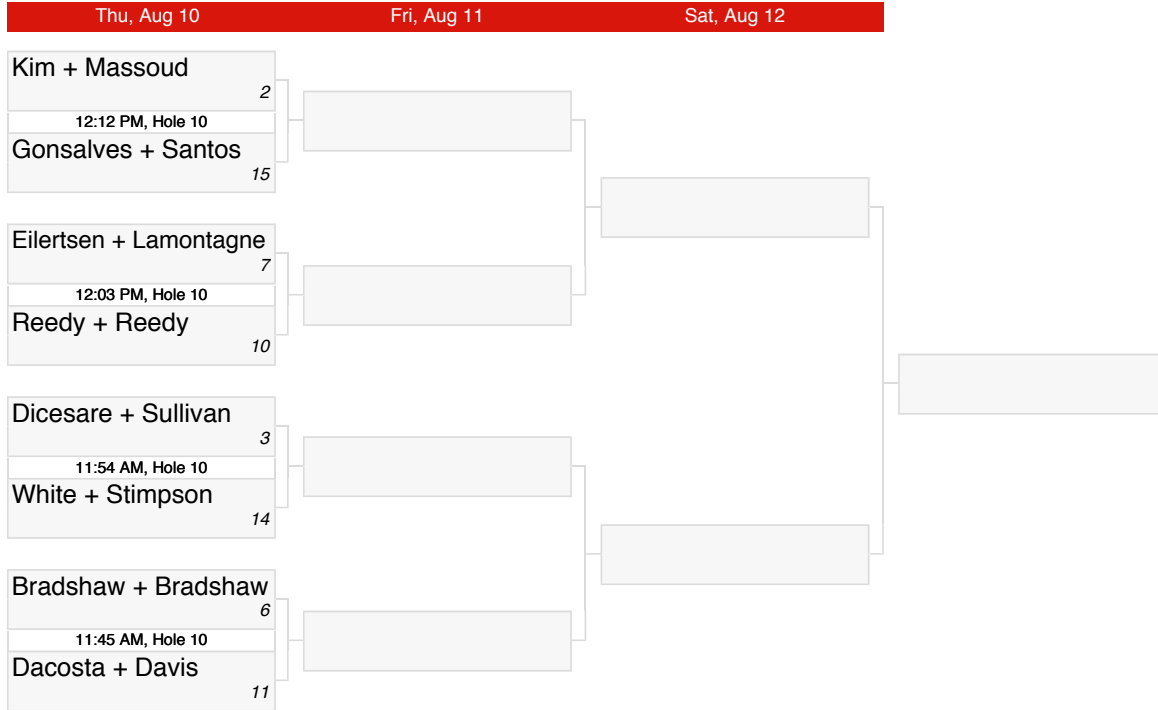 Thu, Aug 10 Fri, Aug 11 Sat, Aug 12
Kim + Massoud
2
12:12 PM, Hole 10
Gonsalves + Santos
15
Eilertsen + Lamontagne
7
12:03 PM, Hole 10
Reedy + Reedy
10
Dicesare + Sullivan
3
11:54 AM, Hole 10
White + Stimpson
14
Bradshaw + Bradshaw
6
11:45 AM, Hole 10
Dacosta + Davis
11